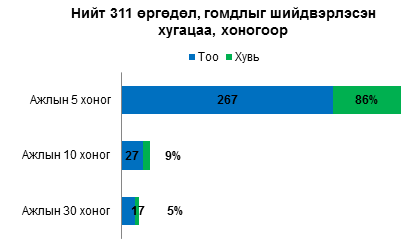 Нийт 311 өргөдөл, гомдлыг шийдвэрлэсэн
хугацаа, хоногоор
Тоо Хувь
Ажлын 5 хоног 267 86%
Ажлын 10 хоног 27 9%
Ажлын 30 хоног 17 5%